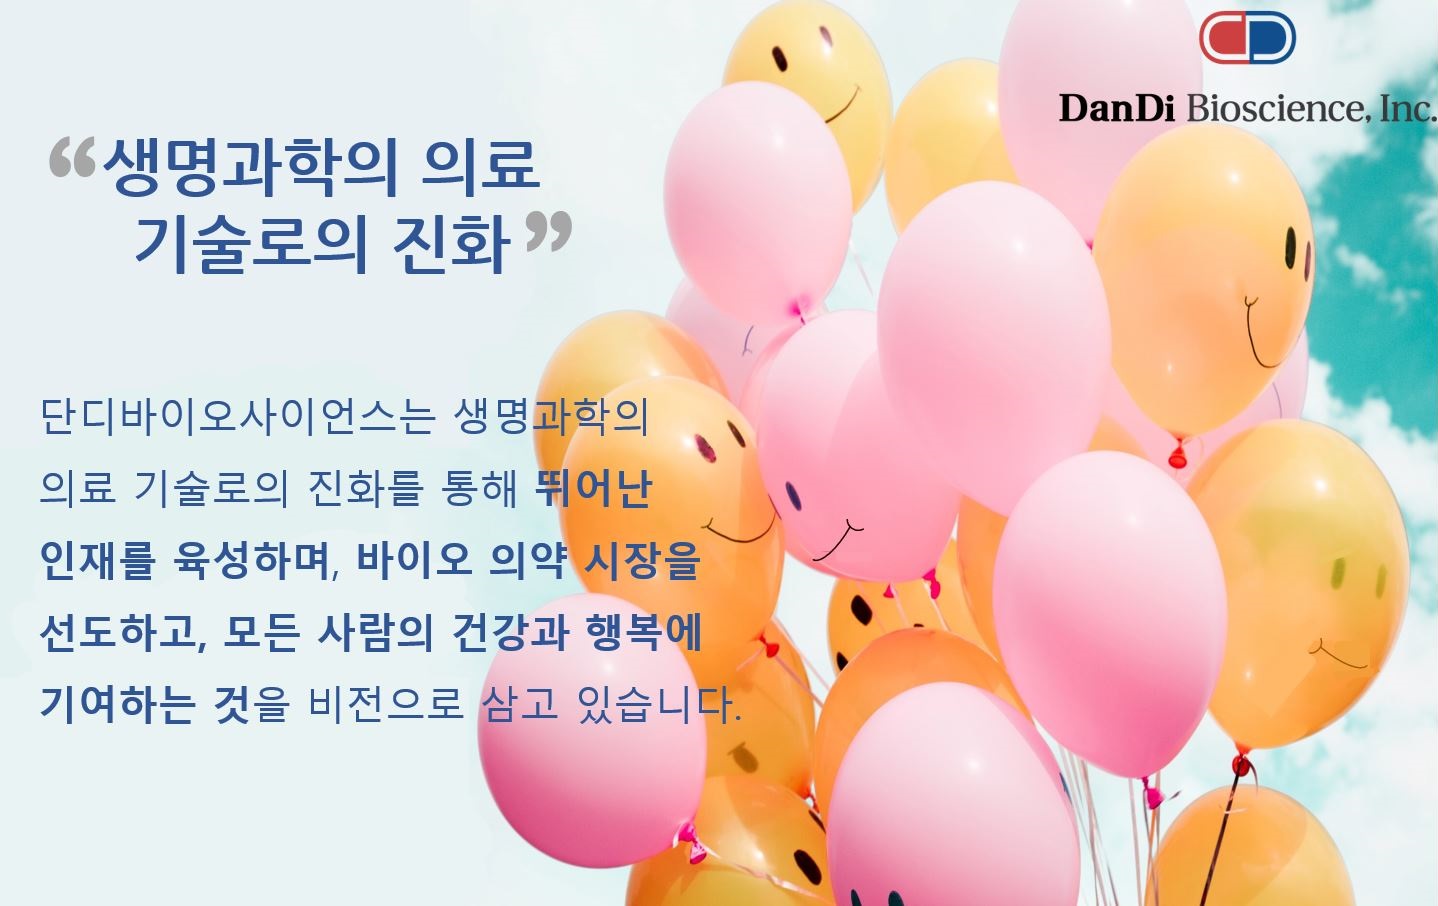 DanDi Bioscience, Inc.
“생명과학의 의료
기술로의 진화”
단디바이오사이언스는 생명과학의
의료 기술로의 진화를 통해 뛰어난
인재를 육성하며, 바이오 의약 시장을
선도하고, 모든 사람의 건강과 행복에
기여하는 것을 비전으로 삼고 있습니다.